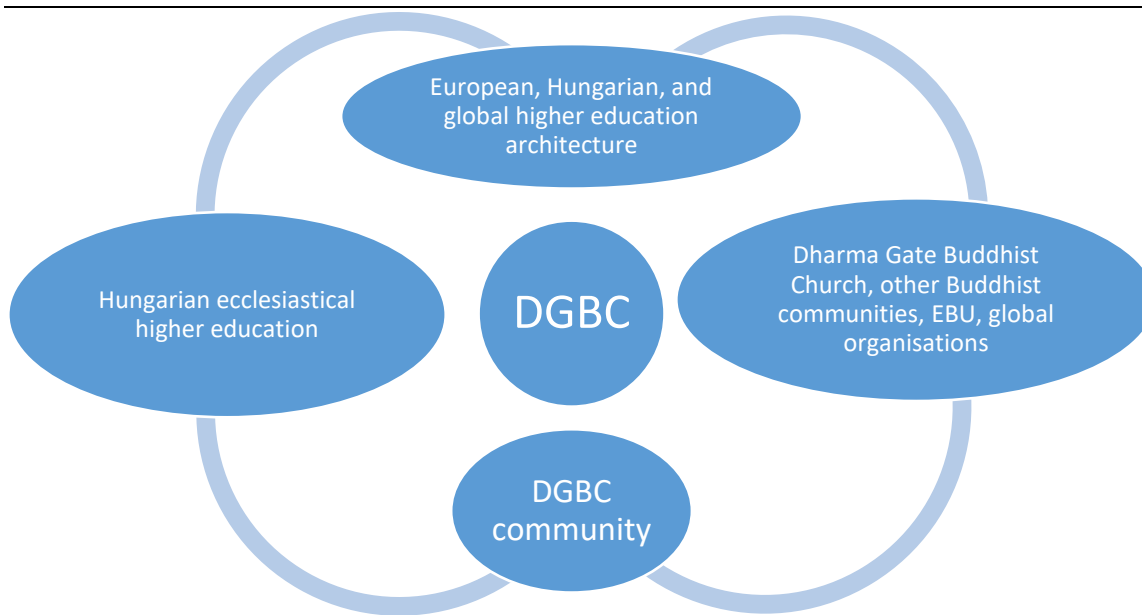 European, Hungarian, and
global higher education
architecture
Hungarian ecclesiastical
higher education
DGBC
Dharma Gate Buddhist
Church, other Buddhist
communities, EBU, global
organisations
DGBC
community